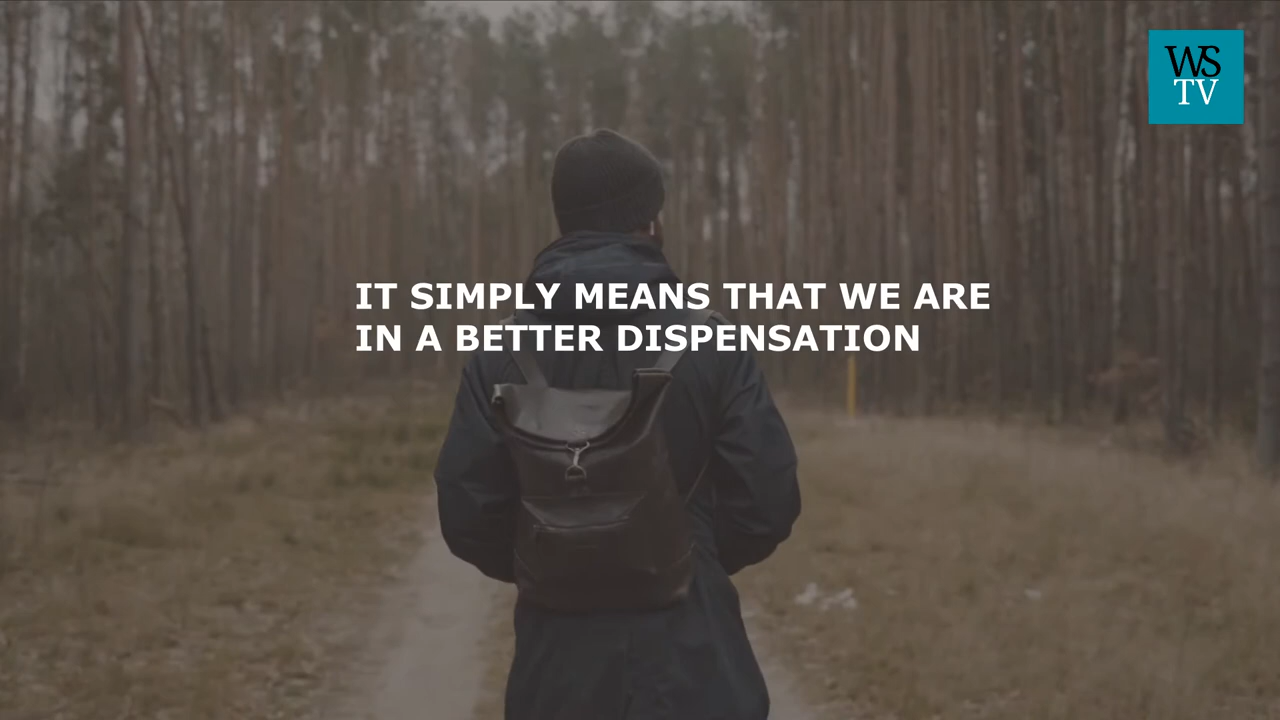 WS
TV
IT SIMPLY MEANS THAT WE ARE
IN A BETTER DISPENSATION